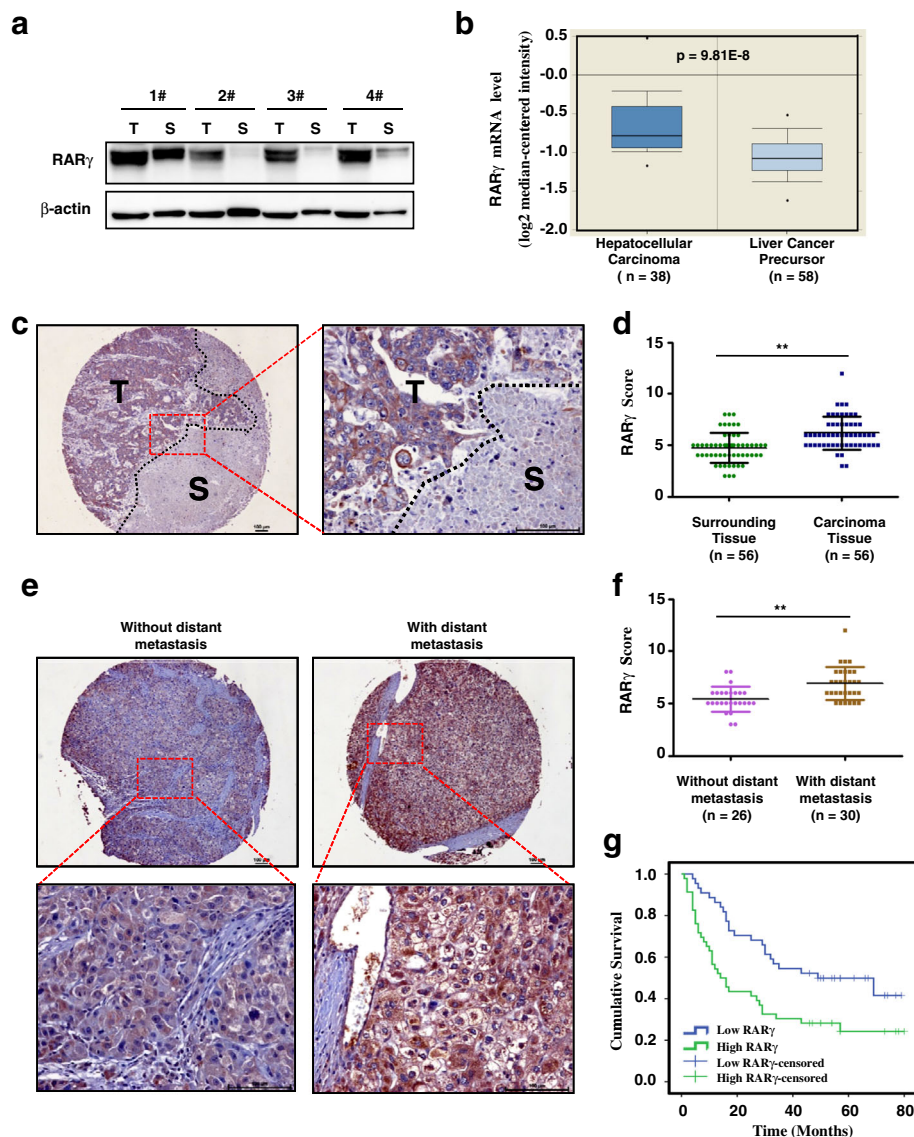 a
1# 2# 3# 4#
T S T S T S T S
RARγ
β-actin
b
RARγ mRNA level
(log2 median-centered intensity)
0.5
-0.0
-0.5
-1.0
-1.5
-2.0
p = 9.81E-8
Hepatocellular
Carcinoma
( n = 38)
Liver Cancer
Precursor
(n = 58)
c
T
S
100 μm
T
S
d
RARγ Score
15
10
5
0
**
Surrounding
Tissue
(n = 56)
Carcinoma
Tissue
(n = 56)
e
Without distant
metastasis
With distant
metastasis
f
RARγ Score
15
10
5
0
**
Without distant
metastasis
(n = 26)
With distant
metastasis
(n = 30)
g
Cumulative Survival
1.0
0.8
0.6
0.4
0.2
0.0
Low RARγ
High RARγ
Low RARγ-censored
High RARγ-censored
0 20 40 60 80
Time (Months)